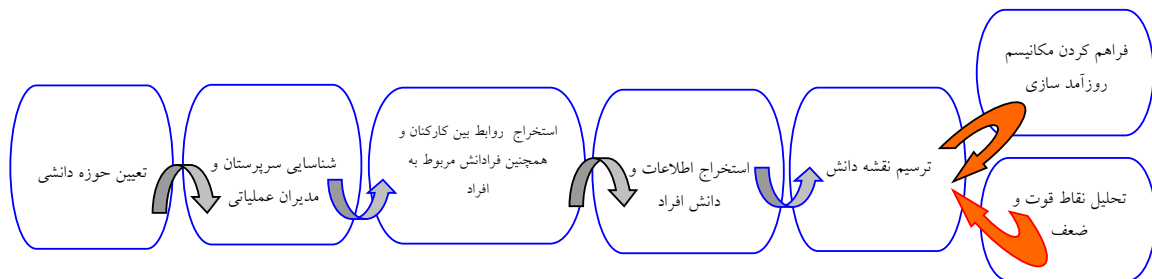 تعیین حوزه دانشی
شناسایی سرپرستان و
مدیران عملیاتی
استخراج روابط بین کارکنان و
همچنین فرادانش مربوط به
افراد
استخراج اطلاعات و
دانش افراد
ترسیم نقشه دانش
فراهم کردن مکانیسم
روزآمد سازی
تحلیل نقاط قوت و
ضعف